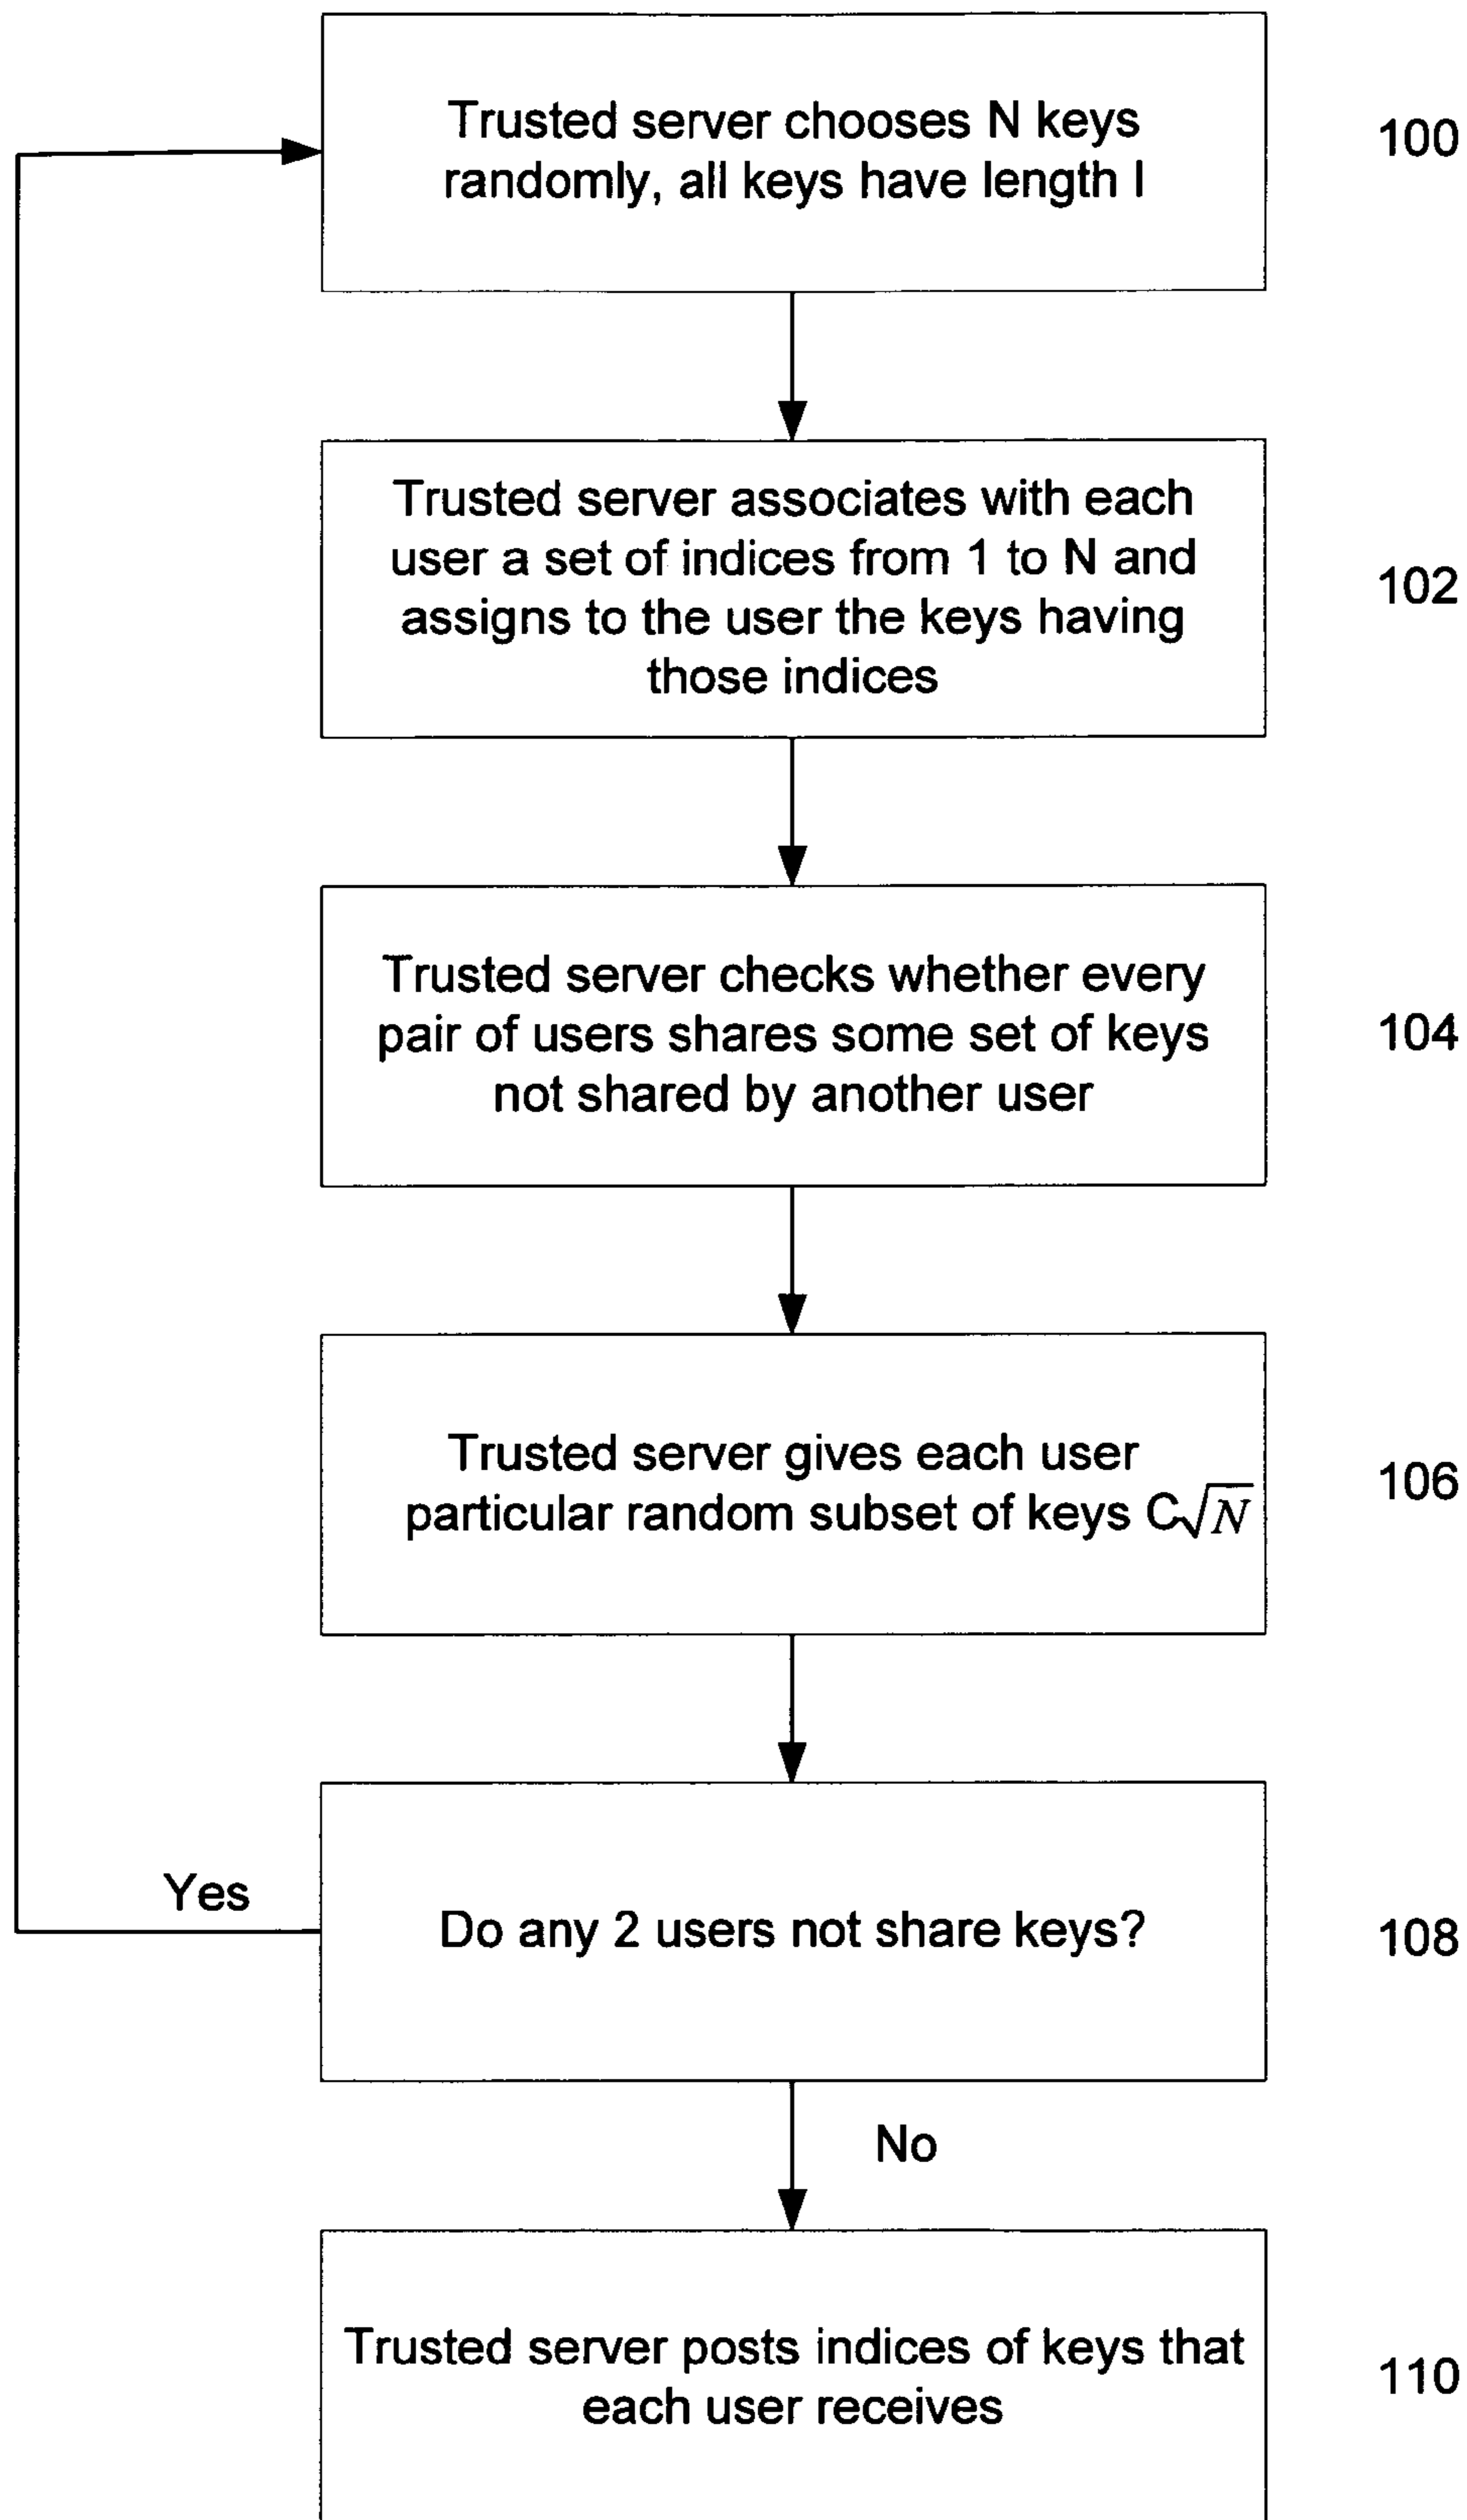 Trusted server chooses N keys
randomly, all keys have length l
100
Trusted server associates with each
user a set of indices from 1 to N and
assigns to the user the keys having
those indices
102
Trusted server checks whether every
pair of users shares some set of keys
not shared by another user
104
Trusted server gives each user
particular random subset of keys C√N
106
Do any 2 users not share keys?
108
Yes
No
Trusted server posts indices of keys that
each user receives
110